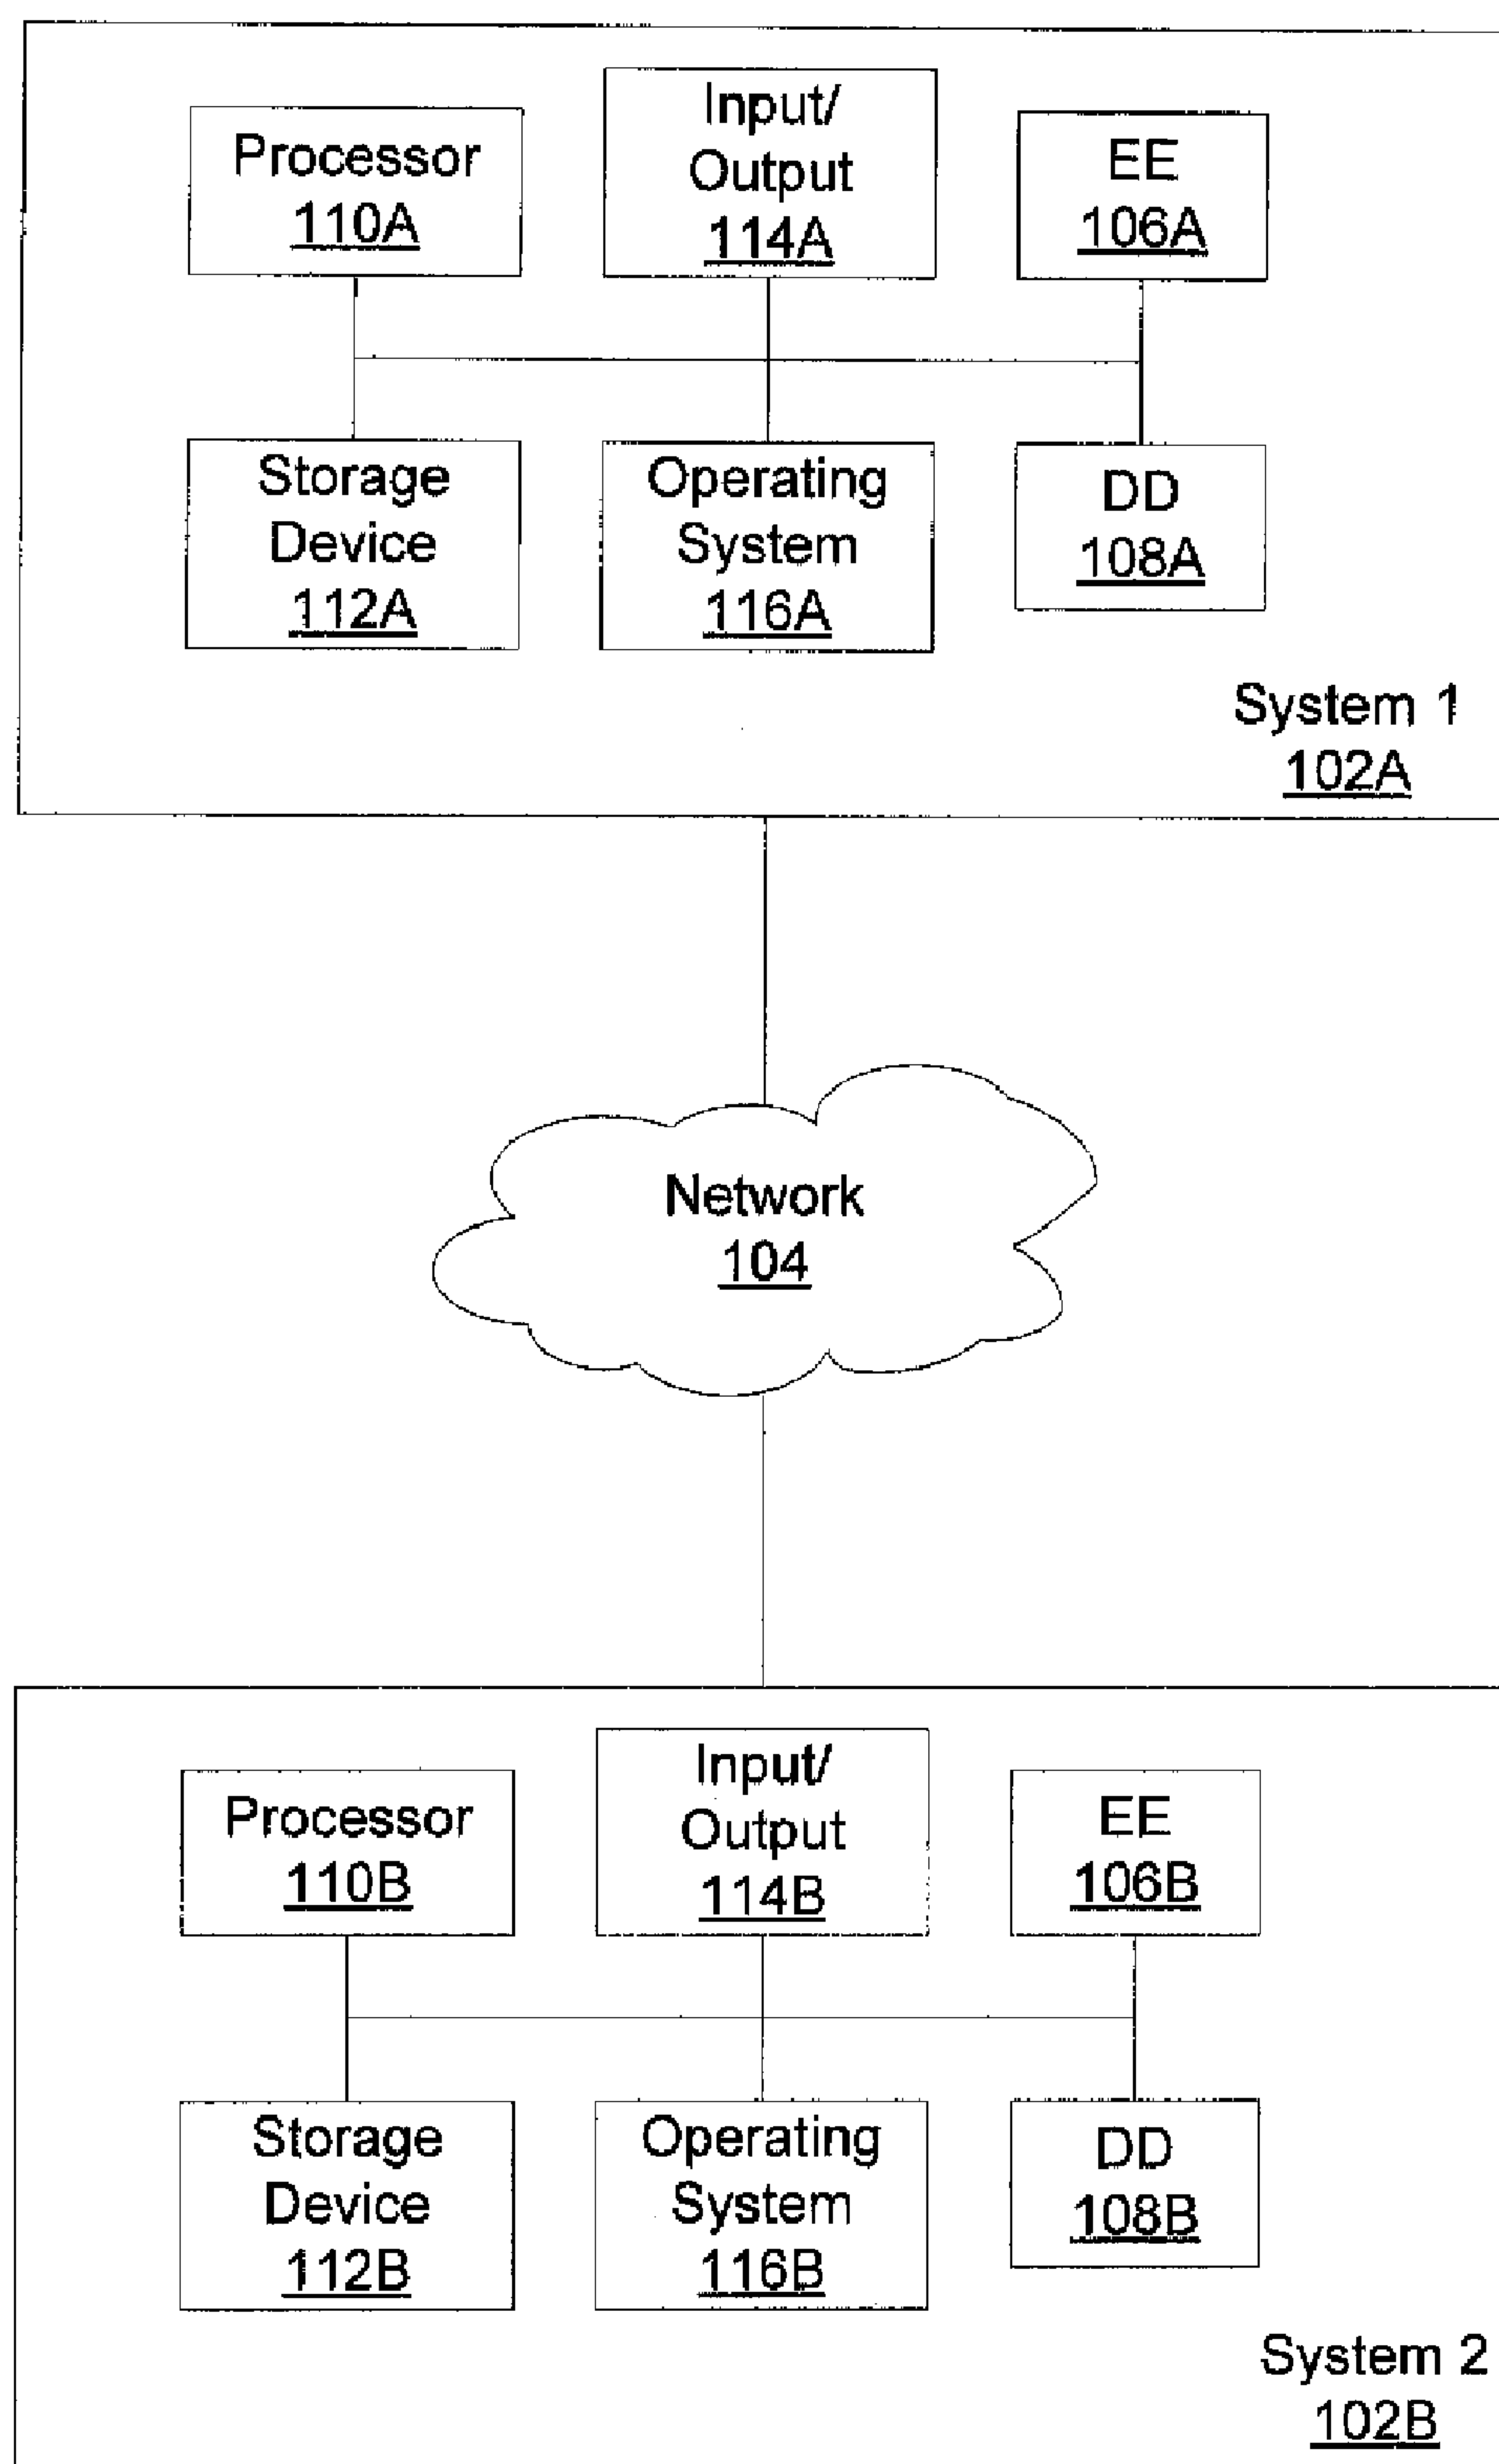 Processor
110A
Input/
Output
114A
EE
106A
Storage
Device
112A
Operating
System
116A
DD
108A
System 1
102A
Network
104
Processor
110B
Input/
Output
114B
EE
106B
Storage
Device
112B
Operating
System
116B
DD
108B
System 2
102B